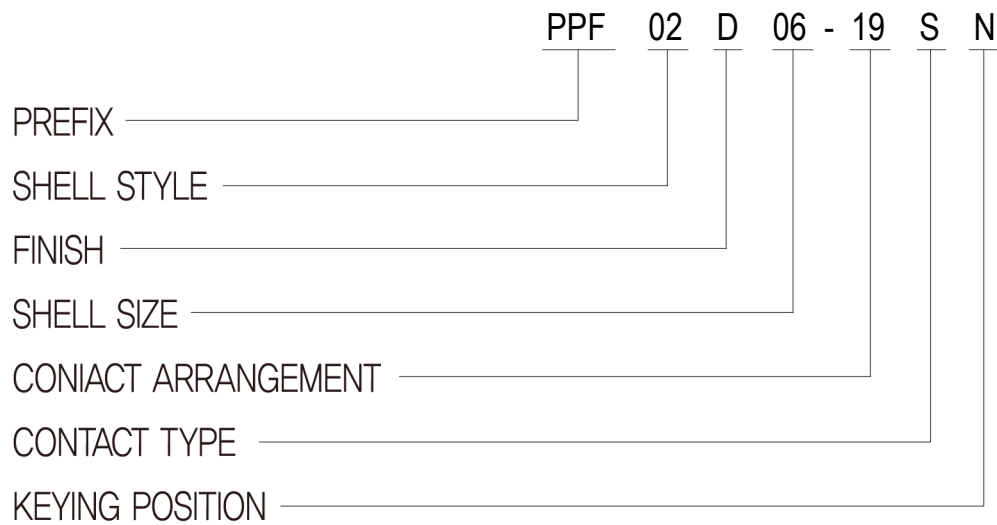 PPF 02 D 06 - 19 S N
PREFIX
SHELL STYLE
FINISH
SHELL SIZE
CONIACT ARRANGEMENT
CONTACT TYPE
KEYING POSITION